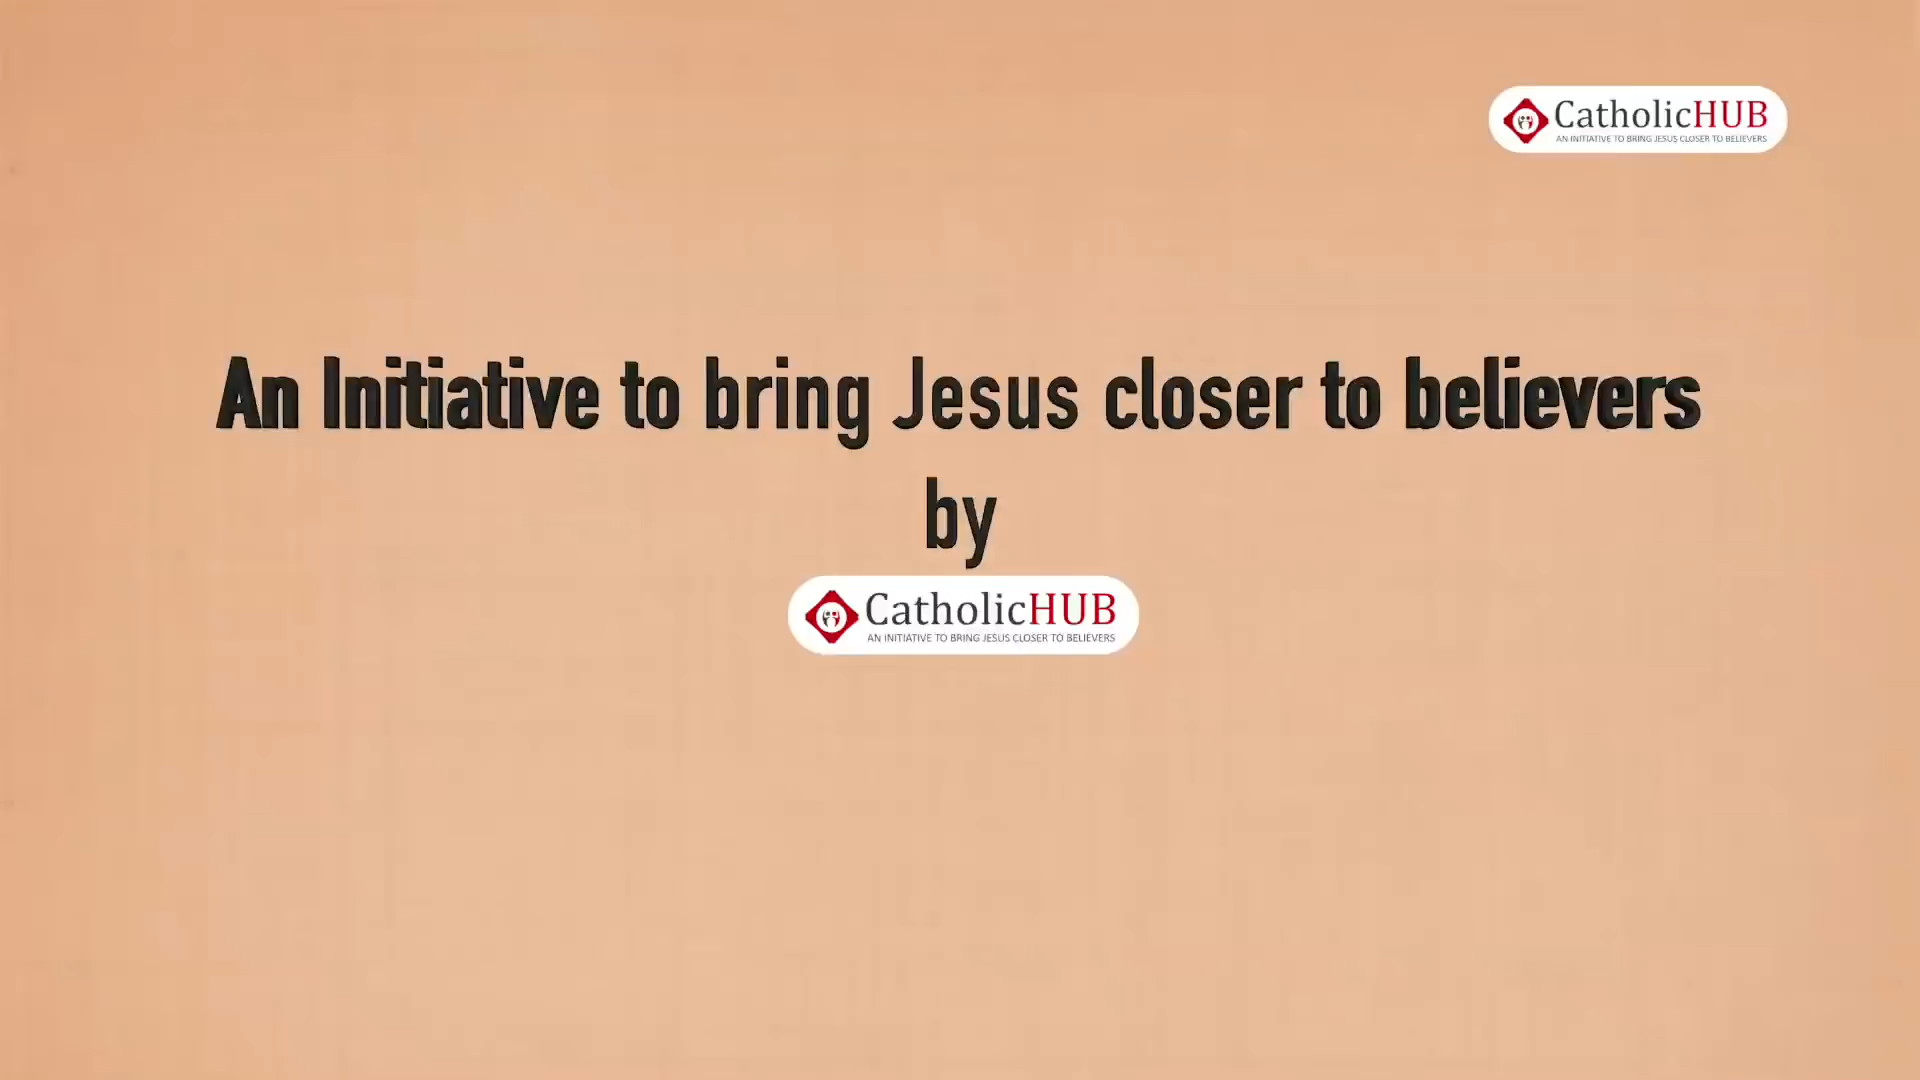 CatholicHUB
AN INITIATIVE TO BRING JESUS CLOSER TO BELIEVERS
An Initiative to bring Jesus closer to believers
by
CatholicHUB
AN INITIATIVE TO BRING JESUS CLOSER TO BELIEVERS